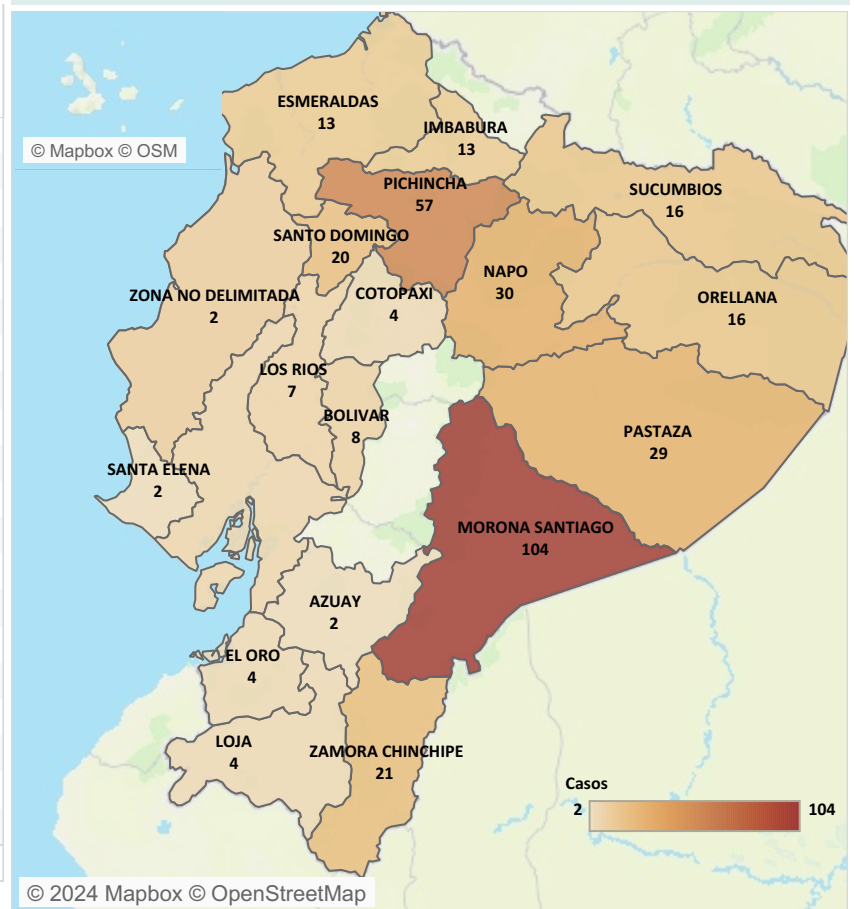 ESMERALDAS
13
IMBABURA
13
© Mapbox © OSM
PICHINCHA
57
SUCUMBIOS
16
SANTO DOMINGO
20
NAPO
30
ZONA NO DELIMITADA
2
COTOPAXI
4
ORELLANA
16
LOS RIOS
7
BOLIVAR
8
PASTAZA
29
SANTA ELENA
2
MORONA SANTIAGO
104
AZUAY
2
EL ORO
4
LOJA
4
ZAMORA CHINCHIPE
21
Casos
2
104
© 2024 Mapbox © OpenStreetMap